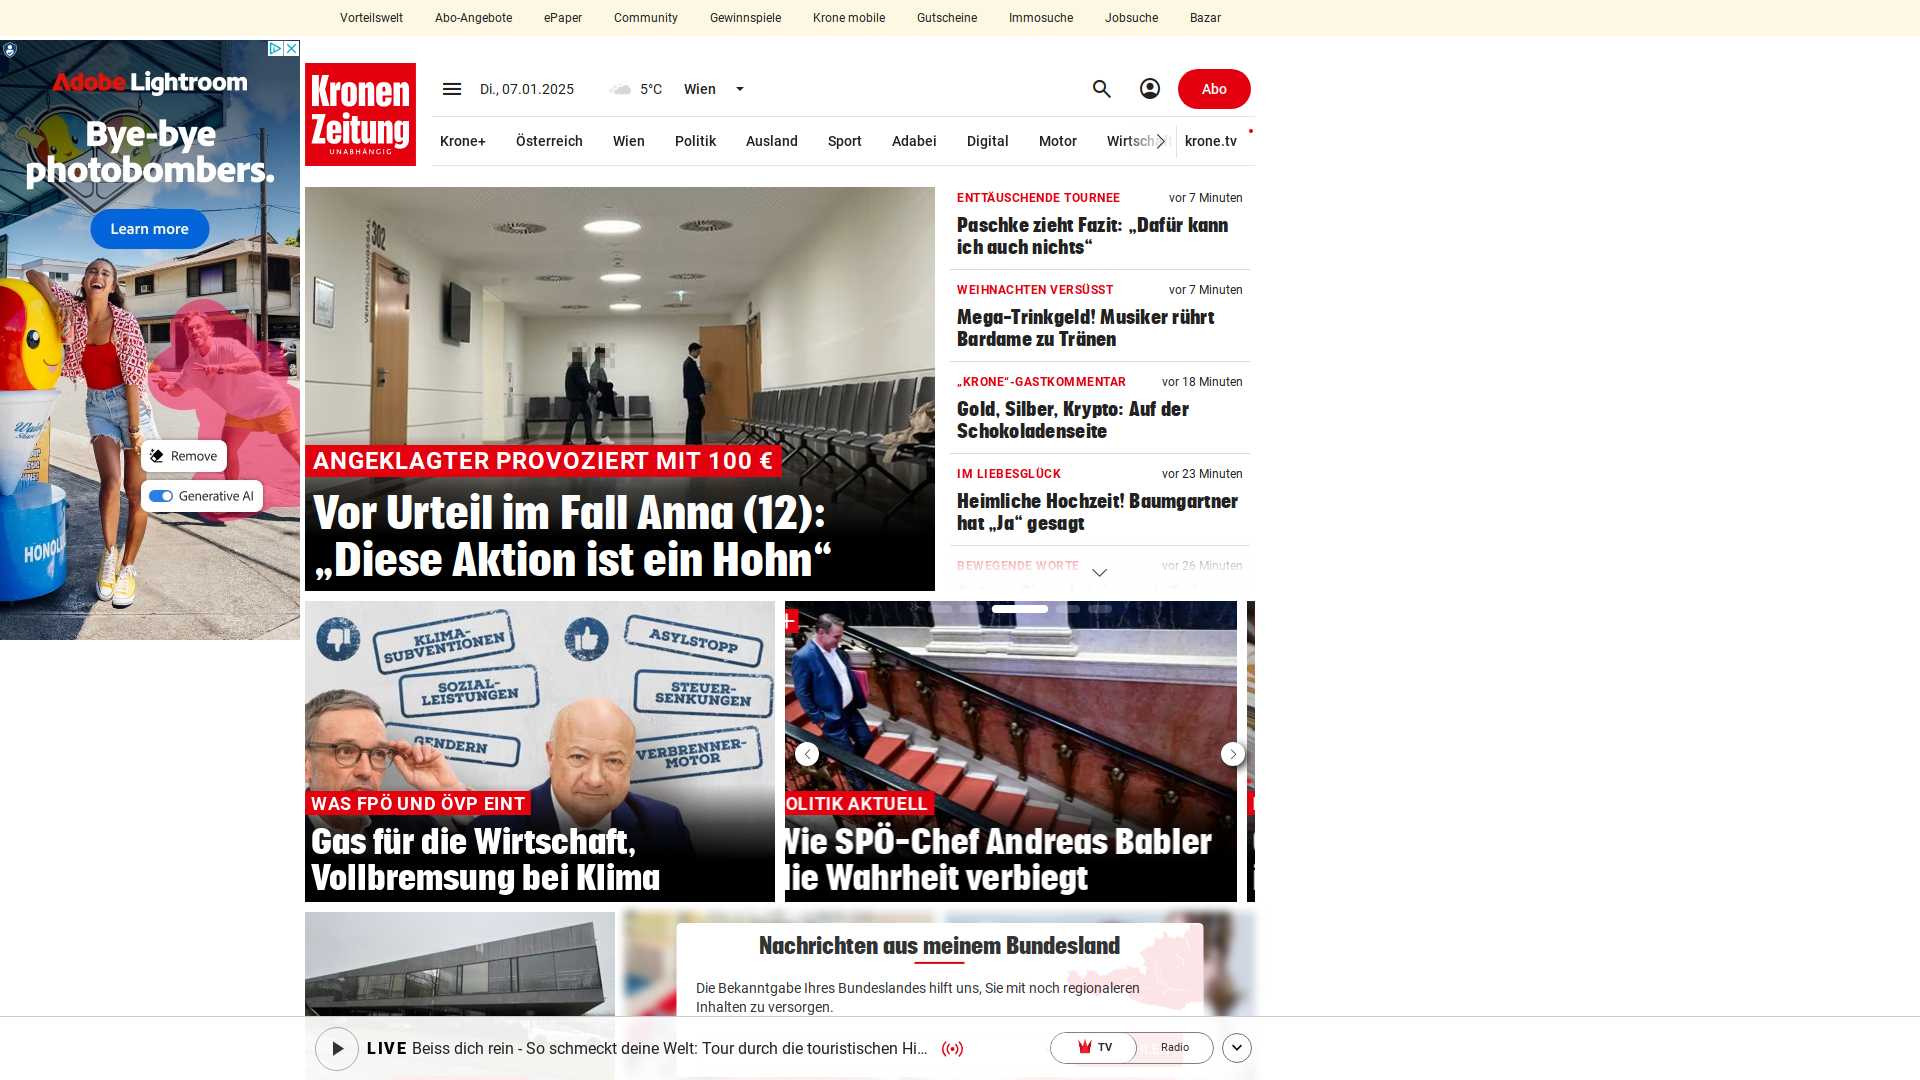 Vorteilswelt
Abo-Angebote
ePaper
Community
Gewinnspiele
Krone mobile
Gutscheine
Immosuche
Jobsuche
Bazar
Adobe Lightroom
Bye-bye
photobombers.
Learn more
Remove
Generative AI
HONOL
Kronen
Zeitung
UNABHÄNGIG
Di., 07.01.2025
5°C
Wien
Abo
Krone+
Österreich
Wien
Politik
Ausland
Sport
Adabei
Digital
Motor
Wirtschaft
krone.tv
302
VERHANDLUNGSSAAL
ANGEKLAGTER PROVOZIERT MIT 100 €
Vor Urteil im Fall Anna (12):
„Diese Aktion ist ein Hohn“
ENTTÄUSCHENDE TOURNEE
vor 7 Minuten
Paschke zieht Fazit: „Dafür kann
ich auch nichts“
WEIHNACHTEN VERSÜSST
vor 7 Minuten
Mega-Trinkgeld! Musiker rührt
Bardame zu Tränen
„KRONE“-GASTKOMMENTAR
vor 18 Minuten
Gold, Silber, Krypto: Auf der
Schokoladenseite
IM LIEBESGLÜCK
vor 23 Minuten
Heimliche Hochzeit! Baumgartner
hat „Ja“ gesagt
BEWEGENDE WORTE
vor 26 Minuten
KLIMA-
SUBVENTIONEN
ASYLSTOPP
SOZIAL-
LEISTUNGEN
STEUER-
SENKUNGEN
GENDERN
VERBRENNER-
MOTOR
WAS FPÖ UND ÖVP EINT
Gas für die Wirtschaft,
Vollbremsung bei Klima
OLITIK AKTUELL
Wie SPÖ-Chef Andreas Babler
die Wahrheit verbiegt
Nachrichten aus meinem Bundesland
Die Bekanntgabe Ihres Bundeslandes hilft uns, Sie mit noch regionaleren
Inhalten zu versorgen.
LIVE Beiss dich rein - So schmeckt deine Welt: Tour durch die touristischen Hi...
TV
Radio